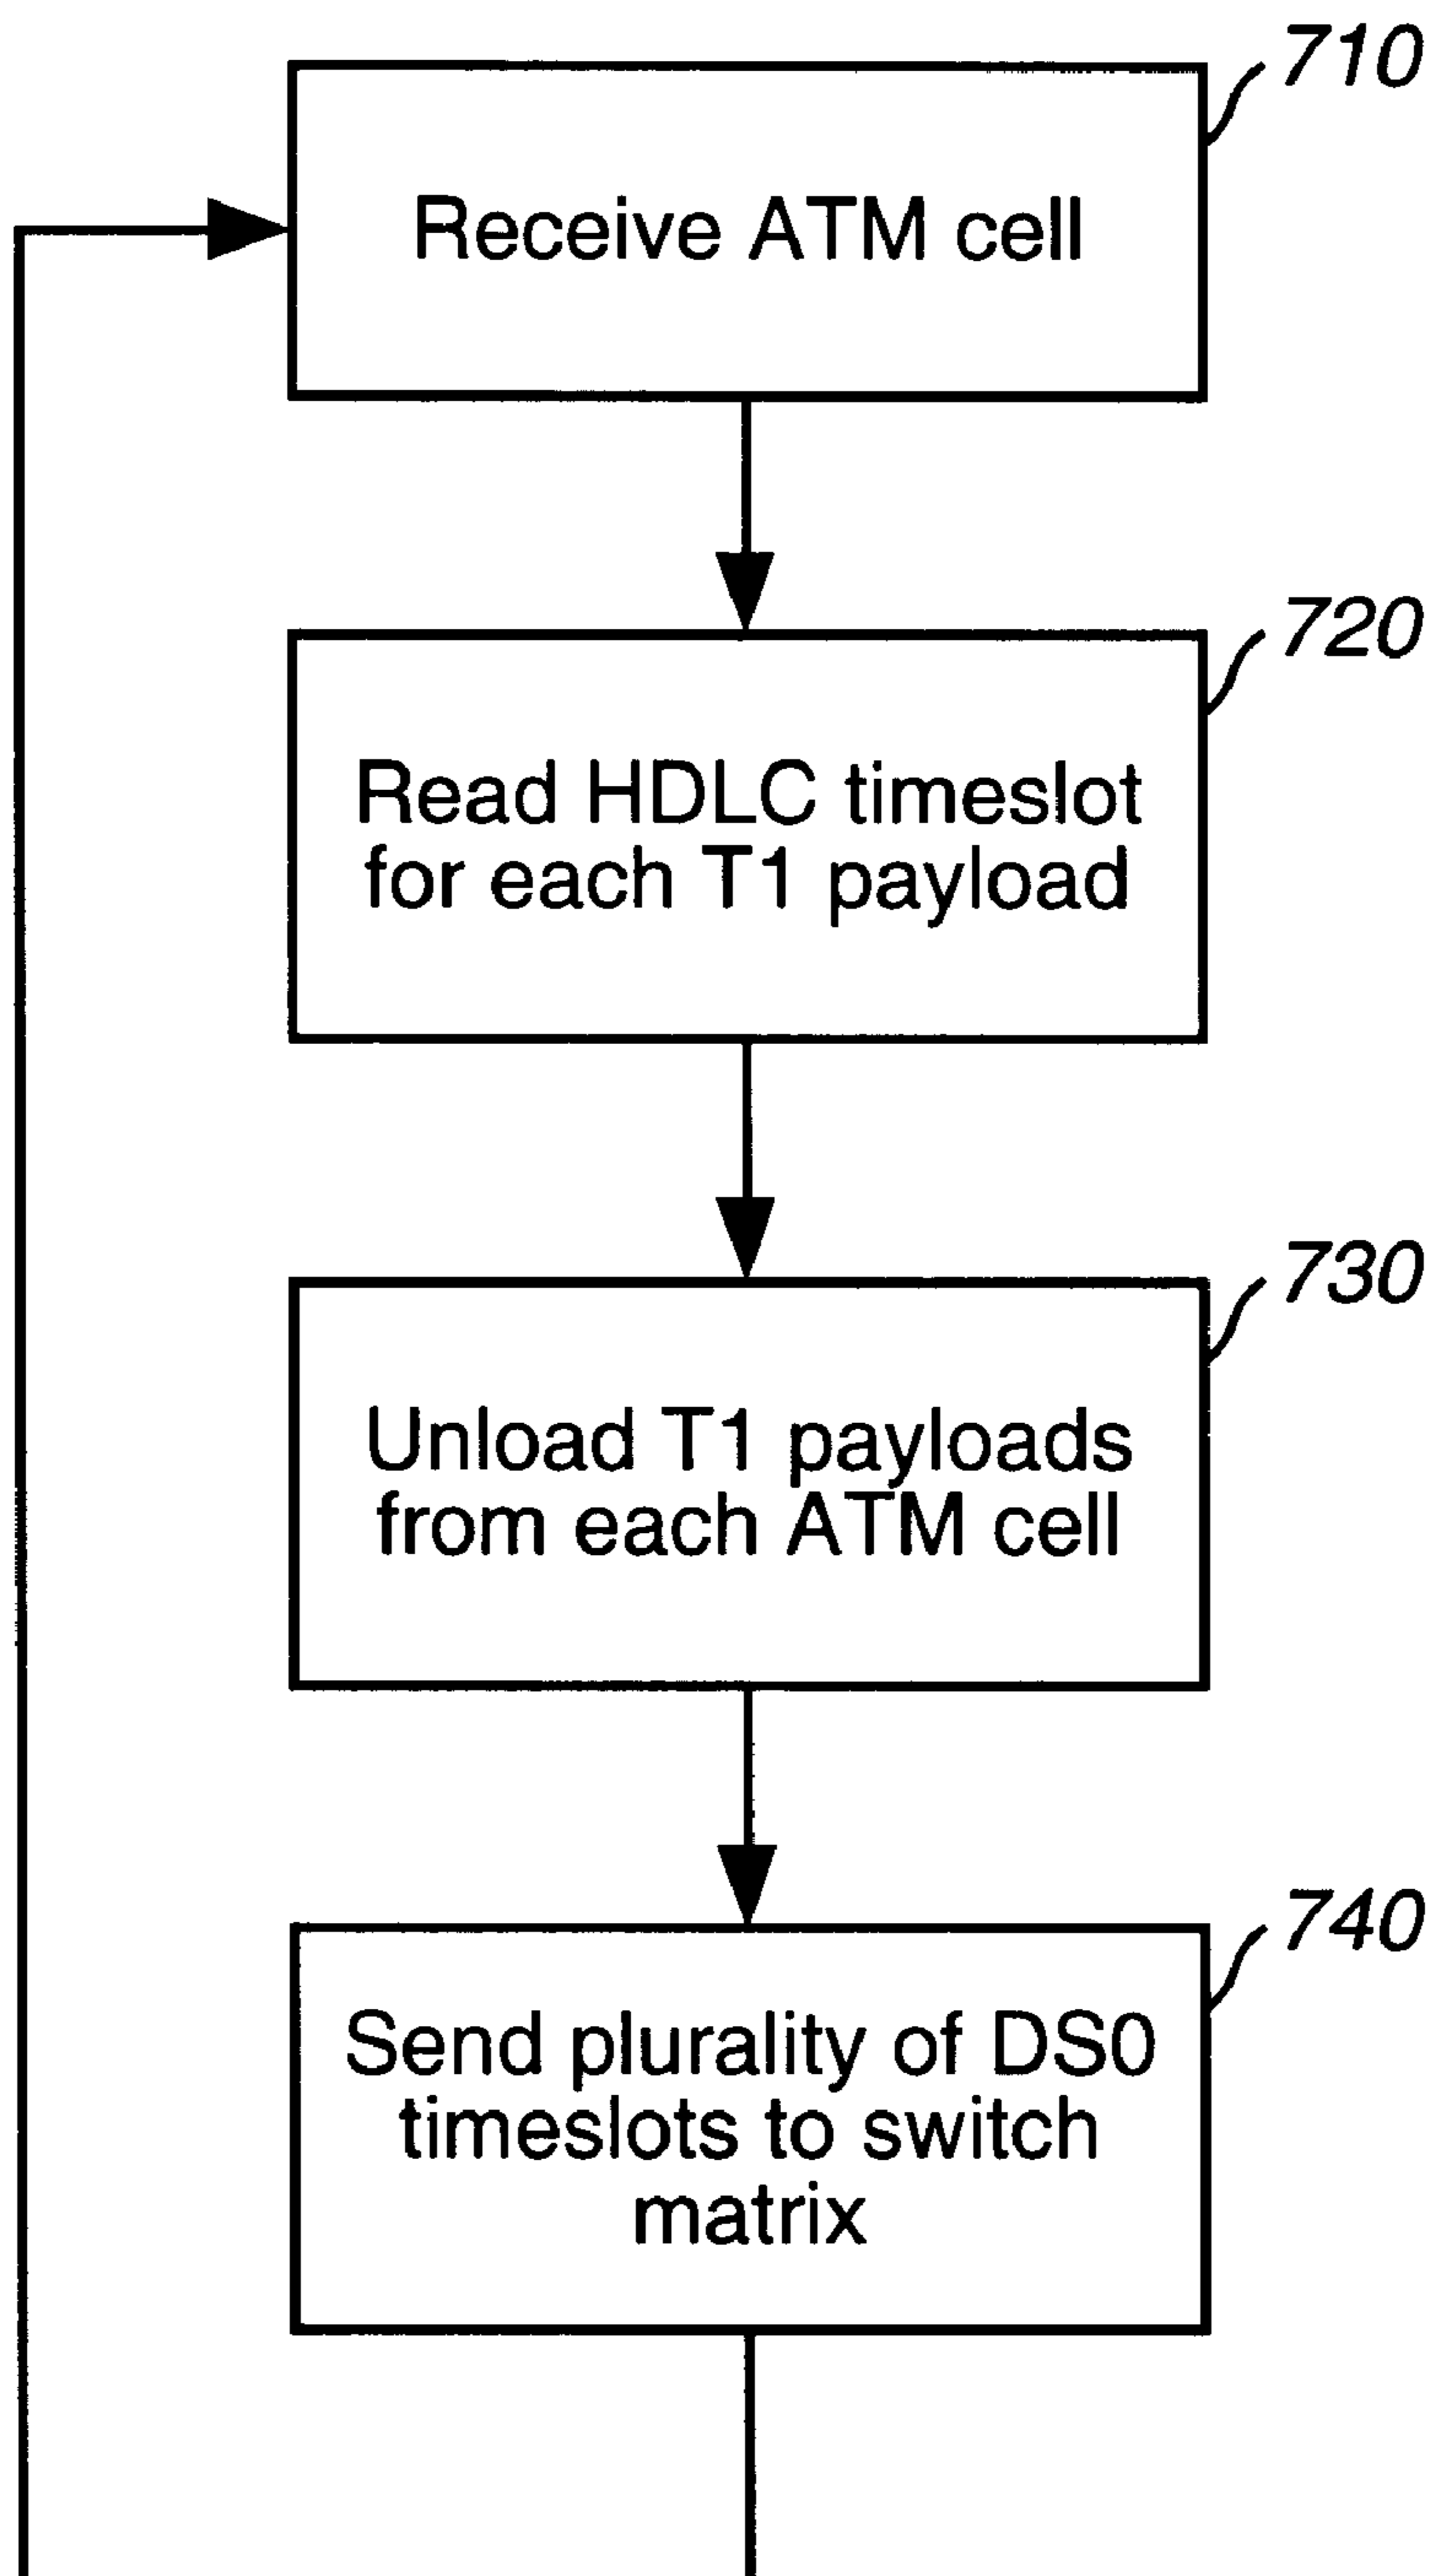 710
Receive ATM cell
720
Read HDLC timeslot
for each T1 payload
730
Unload T1 payloads
from each ATM cell
740
Send plurality of DS0
timeslots to switch
matrix